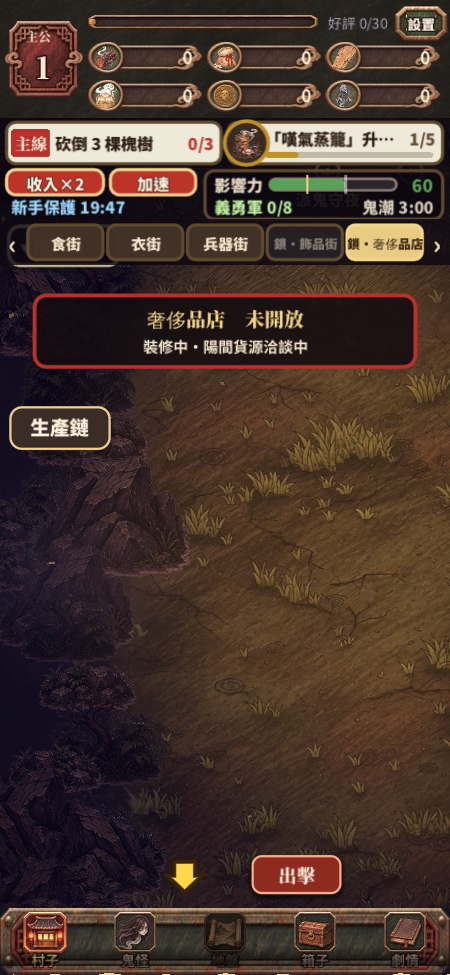 主公
1
好評 0/30
設置
0
0
0
0
0
0
主線 砍倒 3 棵槐樹 0/3
「嘆氣蒸籠」升… 1/5
收入×2
加速
影響力 60
新手保護 19:47
義勇軍 0/8
鬼潮 3:00
‹
食街
衣街
兵器街
鎖・飾品街
鎖・奢侈品店
›
奢侈品店 未開放
裝修中・陽間貨源洽談中
生產鏈
出擊
村子
鬼怪
地盤
箱子
劇情